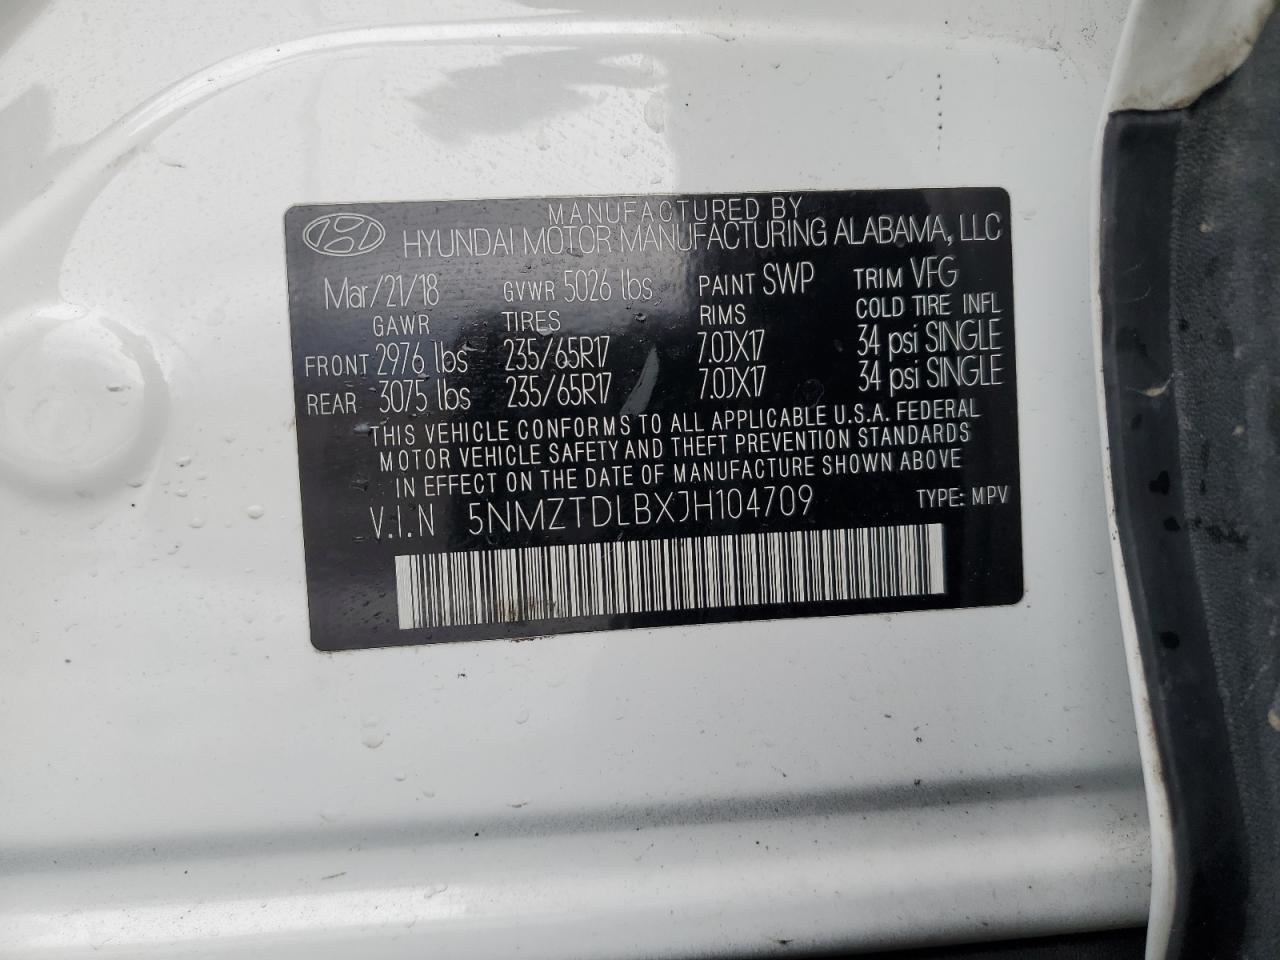 MANUFACTURED BY
HYUNDAI MOTOR MANUFACTURING ALABAMA, LLC
Mar/21/18 GVWR 5026 lbs PAINT SWP TRIM VFG
GAWR TIRES RIMS COLD TIRE INFL
FRONT 2976 lbs 235/65R17 7.0JX17 34 psi SINGLE
REAR 3075 lbs 235/65R17 7.0JX17 34 psi SINGLE
THIS VEHICLE CONFORMS TO ALL APPLICABLE U.S.A. FEDERAL
MOTOR VEHICLE SAFETY AND THEFT PREVENTION STANDARDS
IN EFFECT ON THE DATE OF MANUFACTURE SHOWN ABOVE
V.I.N 5NMZTDLBXJH104709 TYPE: MPV